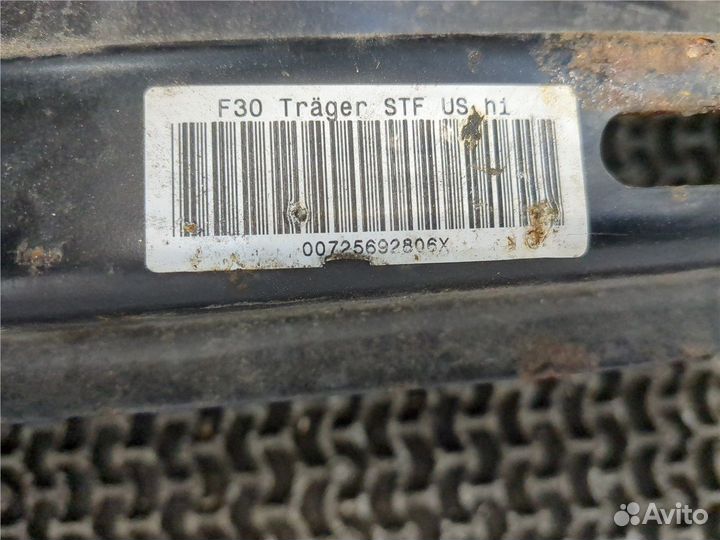 F30 Träger STF US hi
00725692806X
Avito